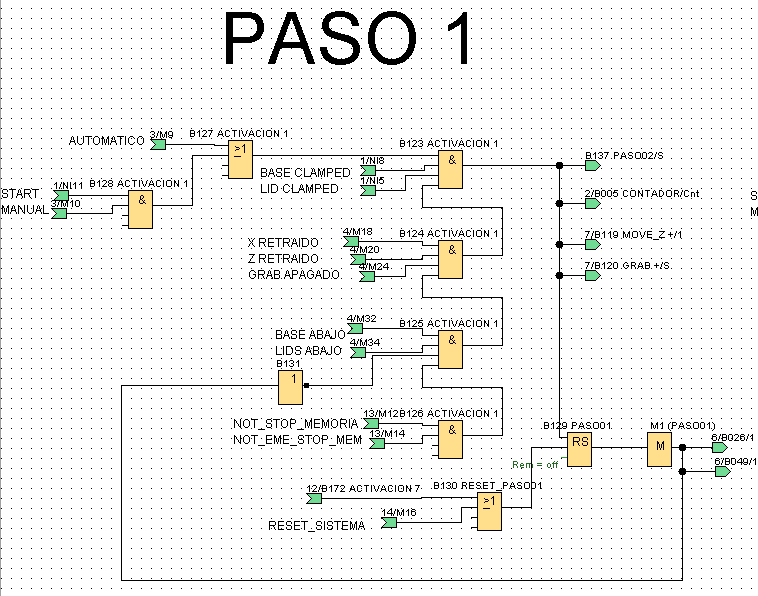 PASO 1
3/M9
AUTOMATICO
B127 ACTIVACION 1
>1
B123 ACTIVACION 1
&
1/NI8
BASE CLAMPED
1/NI5
LID CLAMPED
B137 PASO02/S
1/NI11
START
3/M10
MANUAL
B128 ACTIVACION 1
&
2/B005 CONTADOR/Cnt
S
M
4/M18
X RETRAIDO
4/M20
Z RETRAIDO
4/M24
GRAB.APAGADO
B124 ACTIVACION 1
&
7/B119 MOVE_Z +/1
7/B120 GRAB.+/S
4/M32
BASE ABAJO
4/M34
LIDS ABAJO
B125 ACTIVACION 1
&
B131
1
13/M12
NOT_STOP_MEMORIA
13/M14
NOT_EME_STOP_MEM
B126 ACTIVACION 1
&
B129 PASO01
RS
Rem = off
M1 (PASO01)
M
6/B026/1
6/B049/1
12/B172 ACTIVACION 7
B130 RESET_PASO01
>1
14/M16
RESET_SISTEMA